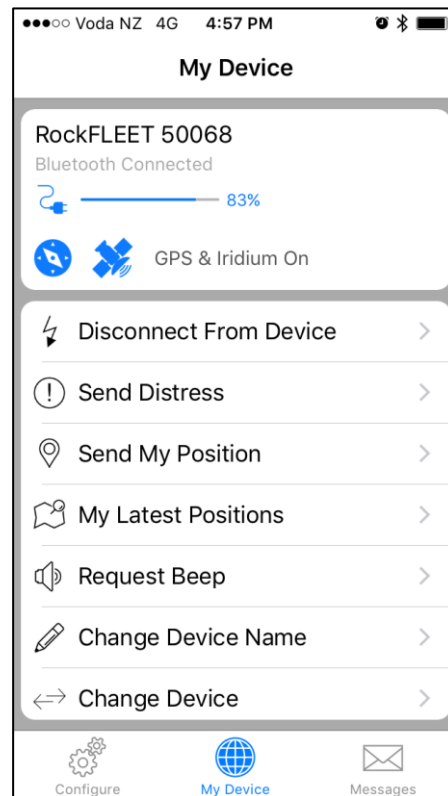 Voda NZ 4G 4:57 PM
My Device
RockFLEET 50068
Bluetooth Connected
83%
GPS & Iridium On
Disconnect From Device
Send Distress
Send My Position
My Latest Positions
Request Beep
Change Device Name
Change Device
Configure My Device Messages